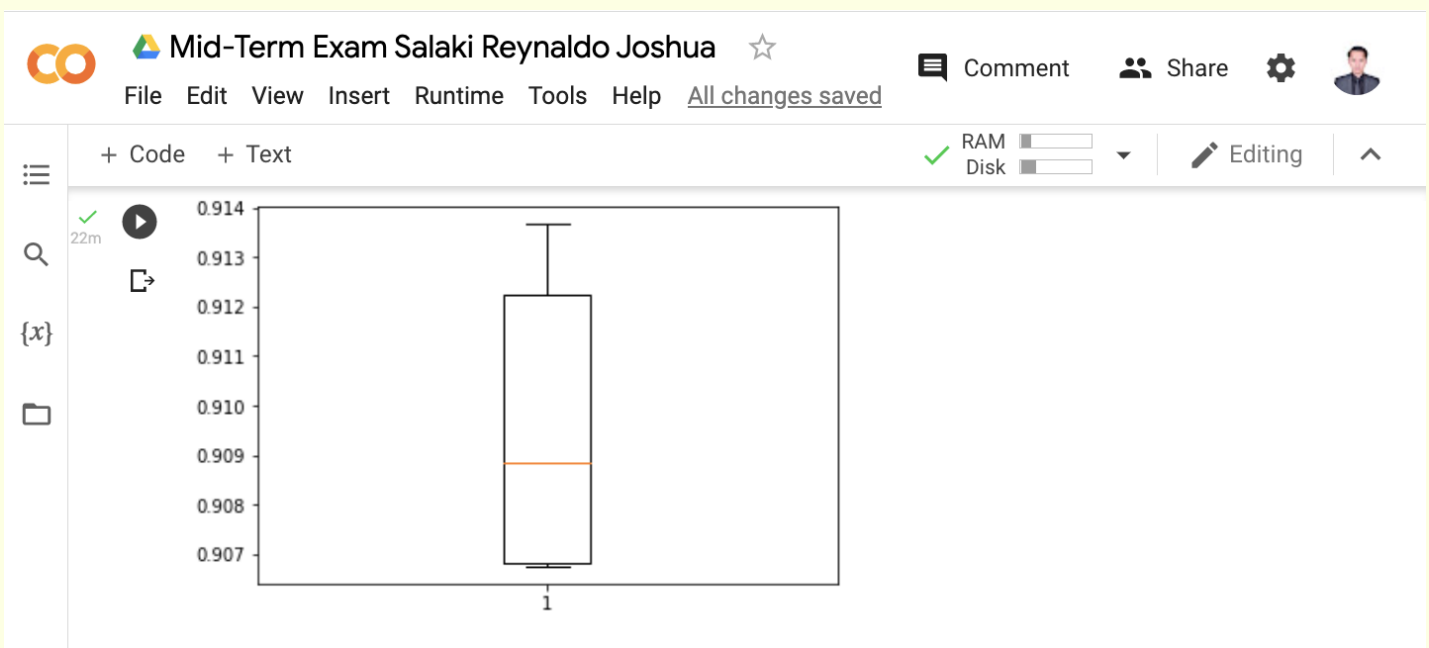 Mid-Term Exam Salaki Reynaldo Joshua
Comment
Share
File Edit View Insert Runtime Tools Help All changes saved
+ Code + Text
RAM
Disk
Editing
22m
{x}
0.914
0.913
0.912
0.911
0.910
0.909
0.908
0.907
1